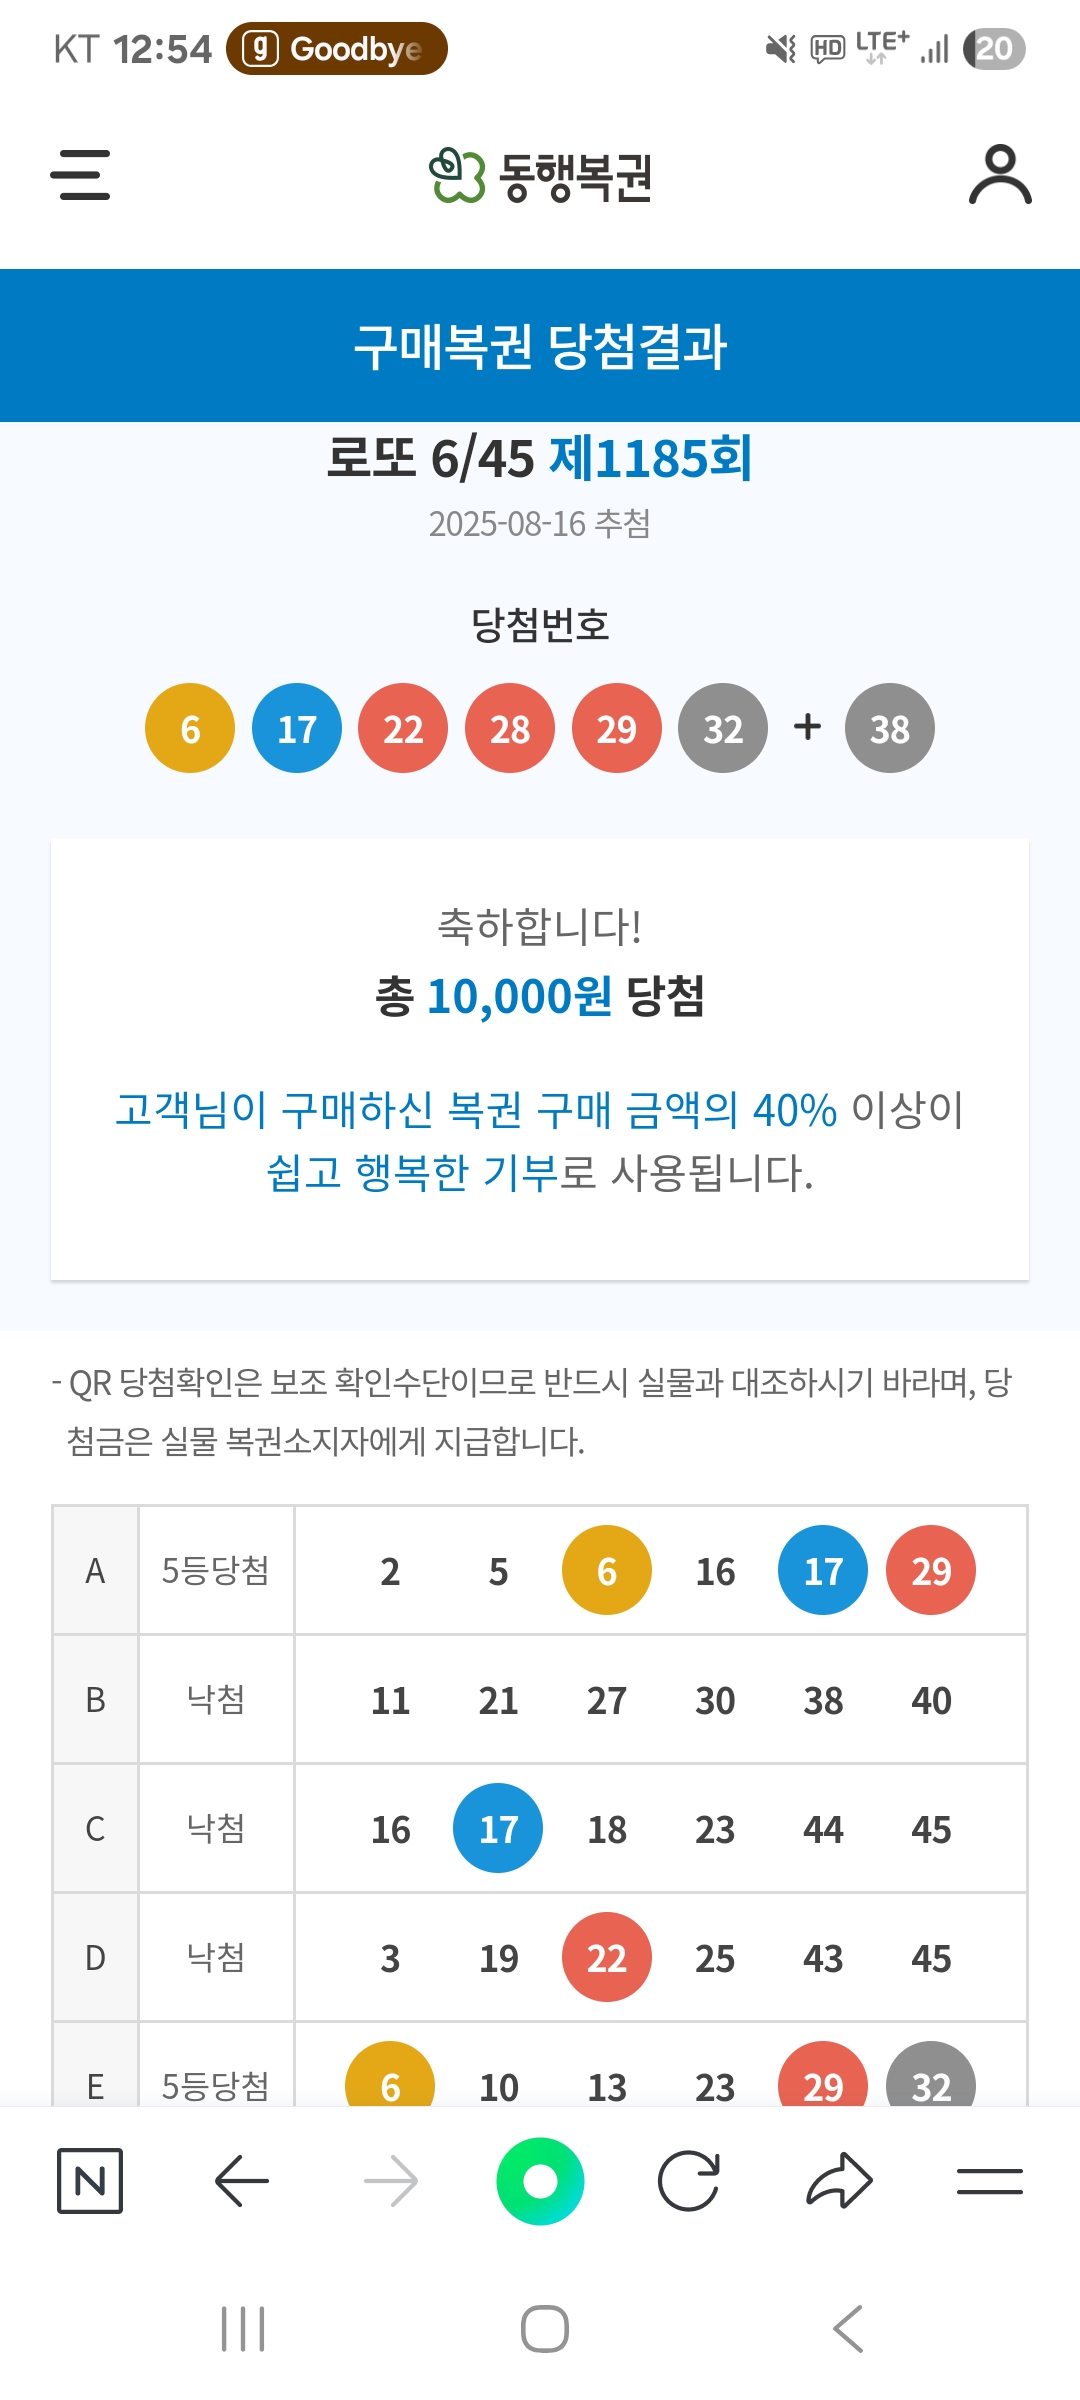 KT 12:54 g Goodbye HD LTE+ 20
동행복권
구매복권 당첨결과
로또 6/45 제1185회
2025-08-16 추첨
당첨번호
6 17 22 28 29 32 + 38
축하합니다!
총 10,000원 당첨
고객님이 구매하신 복권 구매 금액의 40% 이상이
쉽고 행복한 기부로 사용됩니다.
- QR 당첨확인은 보조 확인수단이므로 반드시 실물과 대조하시기 바라며, 당
첨금은 실물 복권소지자에게 지급합니다.
A 5등당첨 2 5 6 16 17 29
B 낙첨 11 21 27 30 38 40
C 낙첨 16 17 18 23 44 45
D 낙첨 3 19 22 25 43 45
E 5등당첨 6 10 13 23 29 32
N